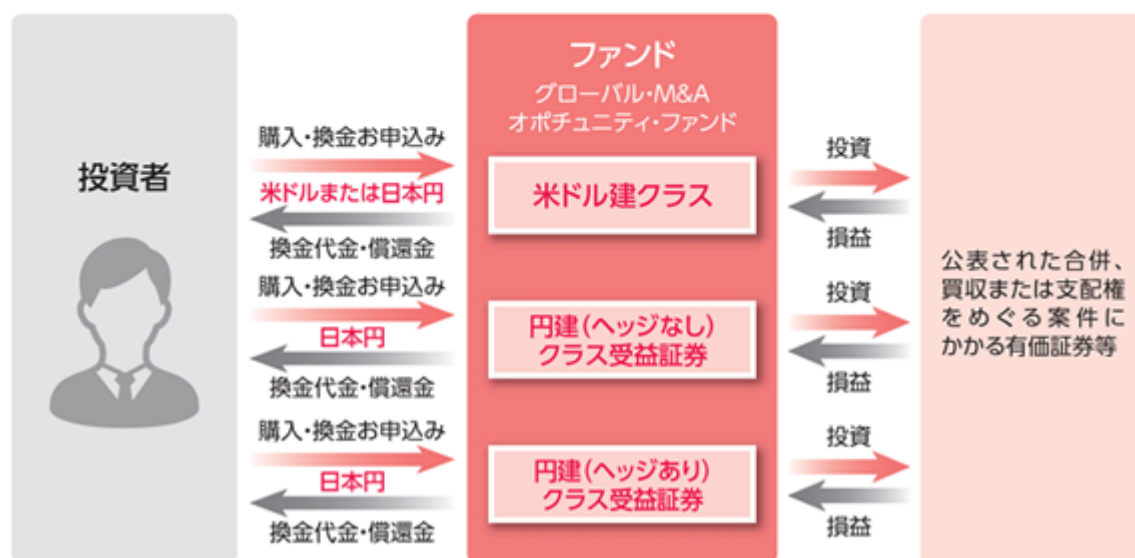 投資者
購入・換金お申込み
米ドルまたは日本円
換金代金・償還金
購入・換金お申込み
日本円
換金代金・償還金
購入・換金お申込み
日本円
換金代金・償還金
ファンド
グローバル・M&A
オポチュニティ・ファンド
米ドル建クラス
円建(ヘッジなし)
クラス受益証券
円建(ヘッジあり)
クラス受益証券
投資
損益
投資
損益
投資
損益
公表された合併、
買収または支配権
をめぐる案件に
かかる有価証券等